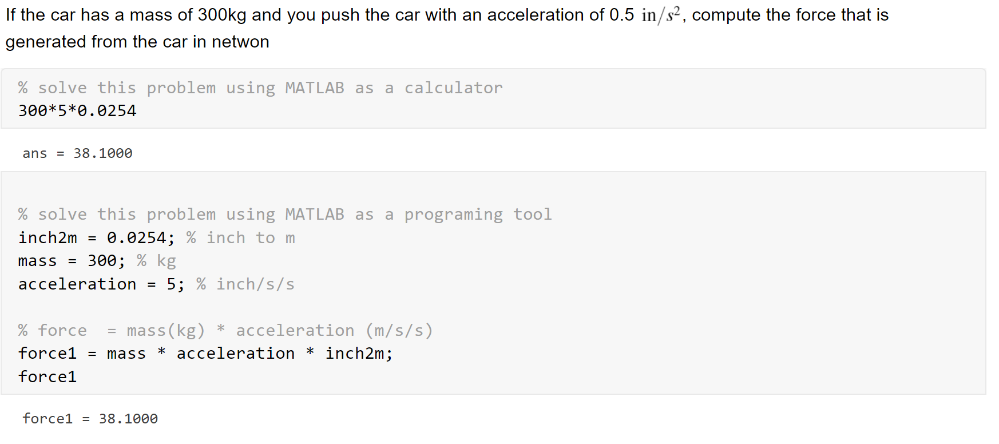 If the car has a mass of 300kg and you push the car with an acceleration of 0.5 in/s², compute the force that is
generated from the car in netwon
% solve this problem using MATLAB as a calculator
300*5*0.0254
ans = 38.1000
% solve this problem using MATLAB as a programing tool
inch2m = 0.0254; % inch to m
mass = 300; % kg
acceleration = 5; % inch/s/s
% force  = mass(kg) * acceleration (m/s/s)
force1 = mass * acceleration * inch2m;
force1
force1 = 38.1000